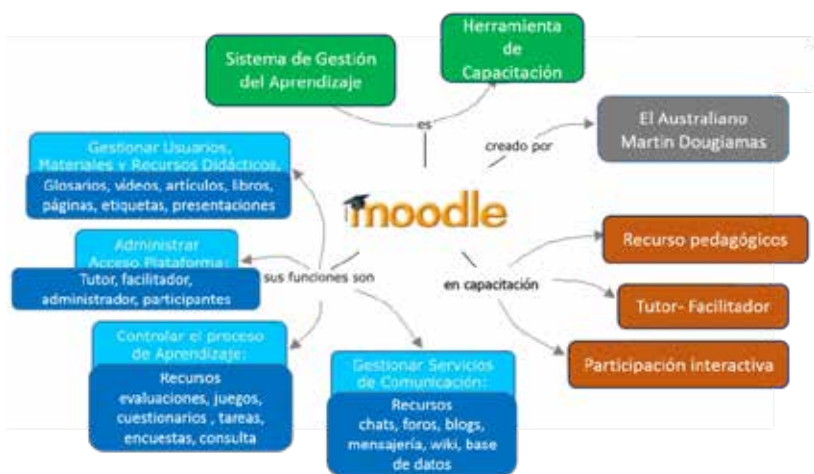 Herramienta
de
Capacitación
Sistema de Gestión
del Aprendizaje
es
creado por
El Australiano
Martin Dougiamas
moodle
Gestionar Usuarios,
Materiales y Recursos Didácticos,
Glosarios, vídeos, artículos, libros,
páginas, etiquetas, presentaciones
Administrar
Acceso Plataforma:
Tutor, facilitador,
administrador, participantes
sus funciones son
Controlar el proceso
de Aprendizaje:
Recursos
evaluaciones, juegos,
cuestionarios , tareas,
encuestas, consulta
Gestionar Servicios
de Comunicación:
Recursos
chats, foros, blogs,
mensajería, wiki, base
de datos
en capacitación
Recurso pedagógicos
Tutor- Facilitador
Participación interactiva